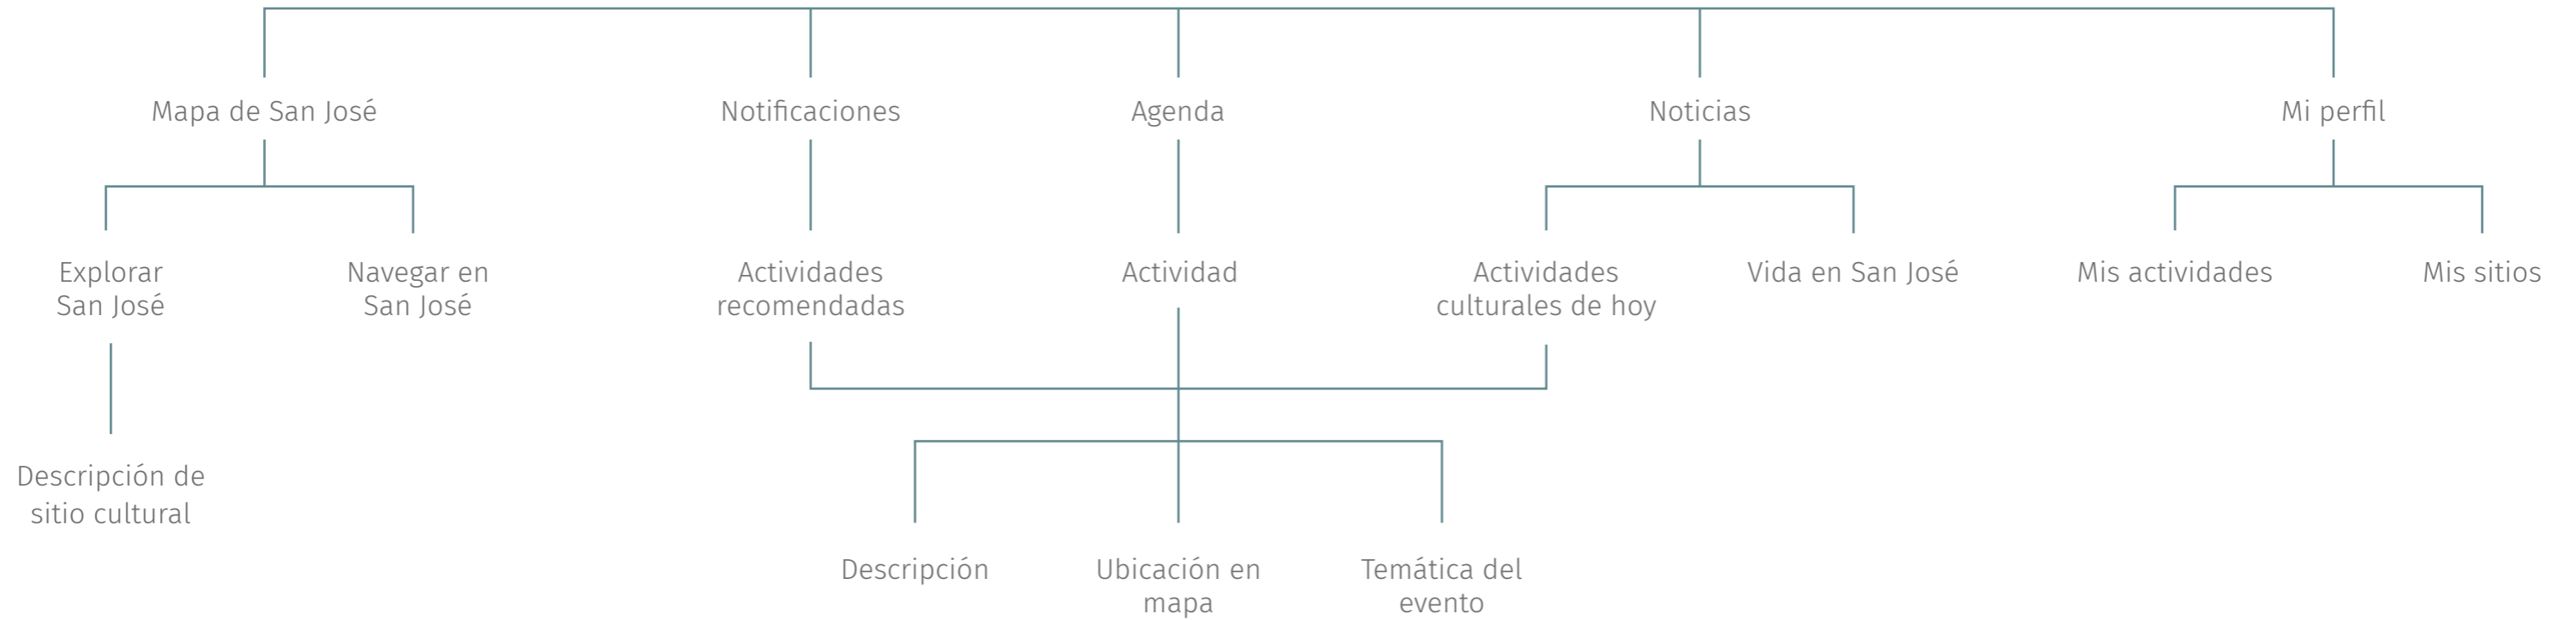 Mapa de San José
Notificaciones
Agenda
Noticias
Mi perfil
Explorar
San José
Navegar en
San José
Actividades
recomendadas
Actividad
Actividades
culturales de hoy
Vida en San José
Mis actividades
Mis sitios
Descripción de
sitio cultural
Descripción
Ubicación en
mapa
Temática del
evento